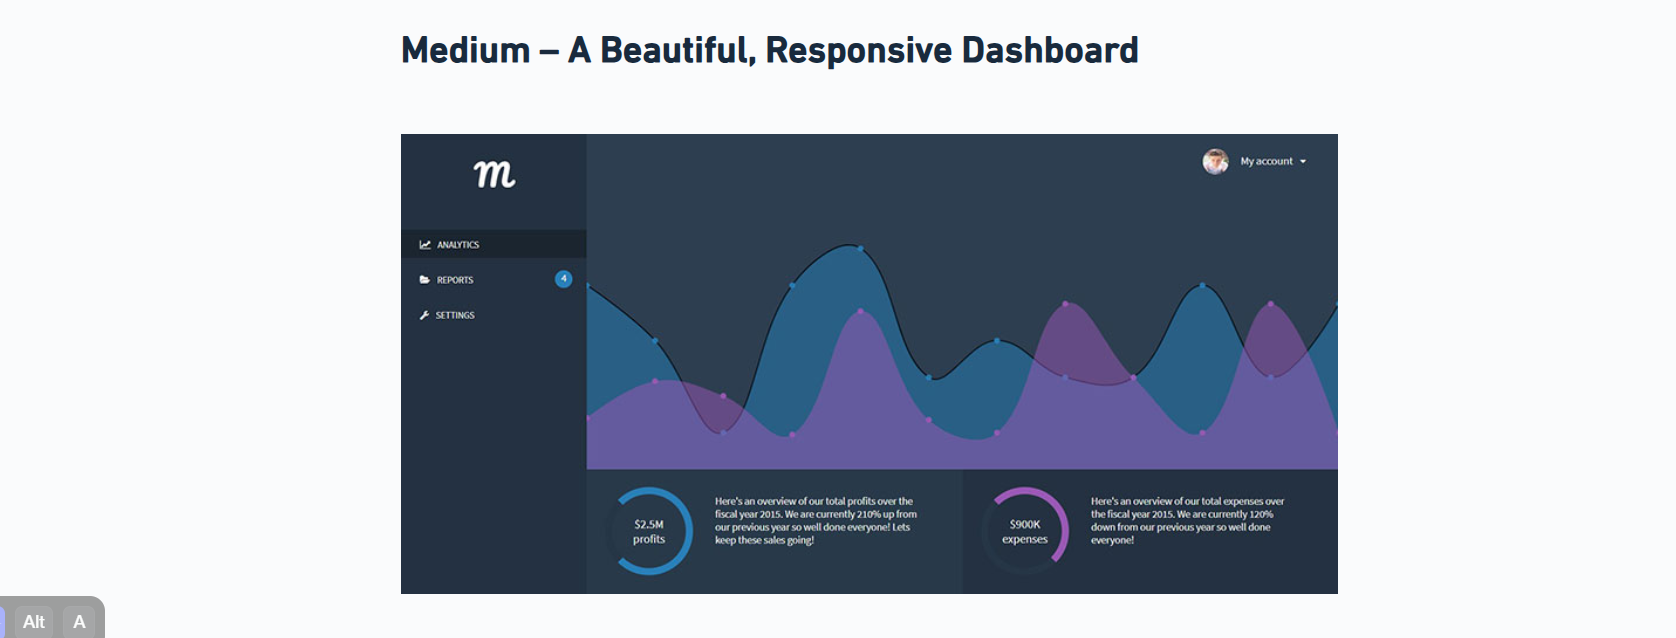 Medium – A Beautiful, Responsive Dashboard
m
My account
ANALYTICS
REPORTS
4
SETTINGS
$2.5M
profits
Here's an overview of our total profits over the
fiscal year 2015. We are currently 210% up from
our previous year so well done everyone! Lets
keep these sales going!
$900K
expenses
Here's an overview of our total expenses over
the fiscal year 2015. We are currently 120%
down from our previous year so well done
everyone!
Alt
A